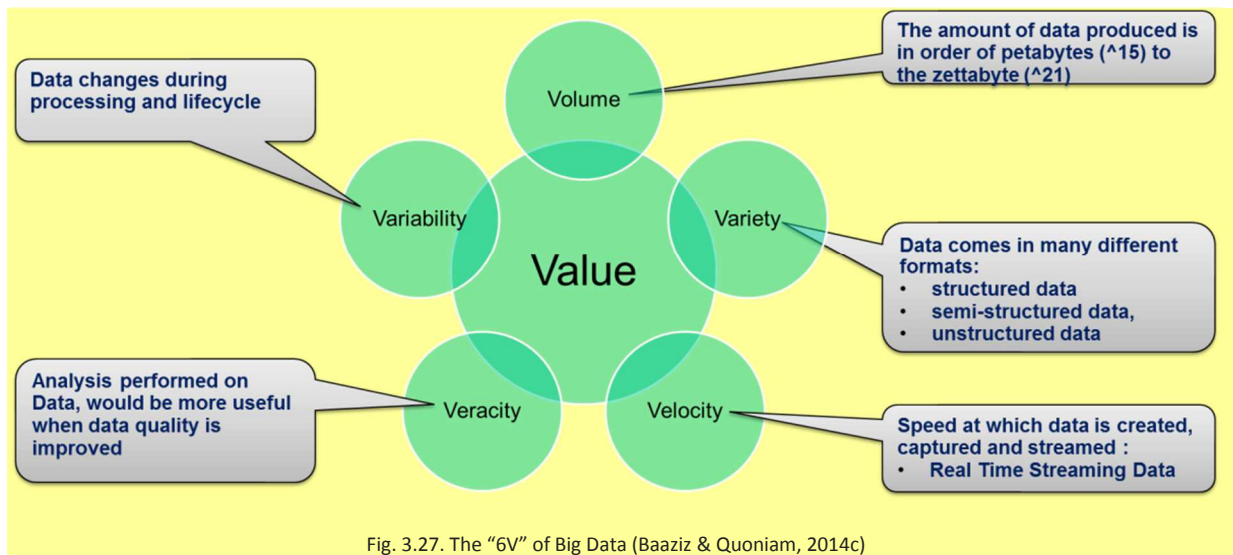 The amount of data produced is
in order of petabytes (^15) to
the zettabyte (^21)
Data changes during
processing and lifecycle
Volume
Variability
Variety
Value
Data comes in many different
formats:
• structured data
• semi-structured data,
• unstructured data
Analysis performed on
Data, would be more useful
when data quality is
improved
Veracity
Velocity
Speed at which data is created,
captured and streamed :
• Real Time Streaming Data
Fig. 3.27. The “6V” of Big Data (Baaziz & Quoniam, 2014c)